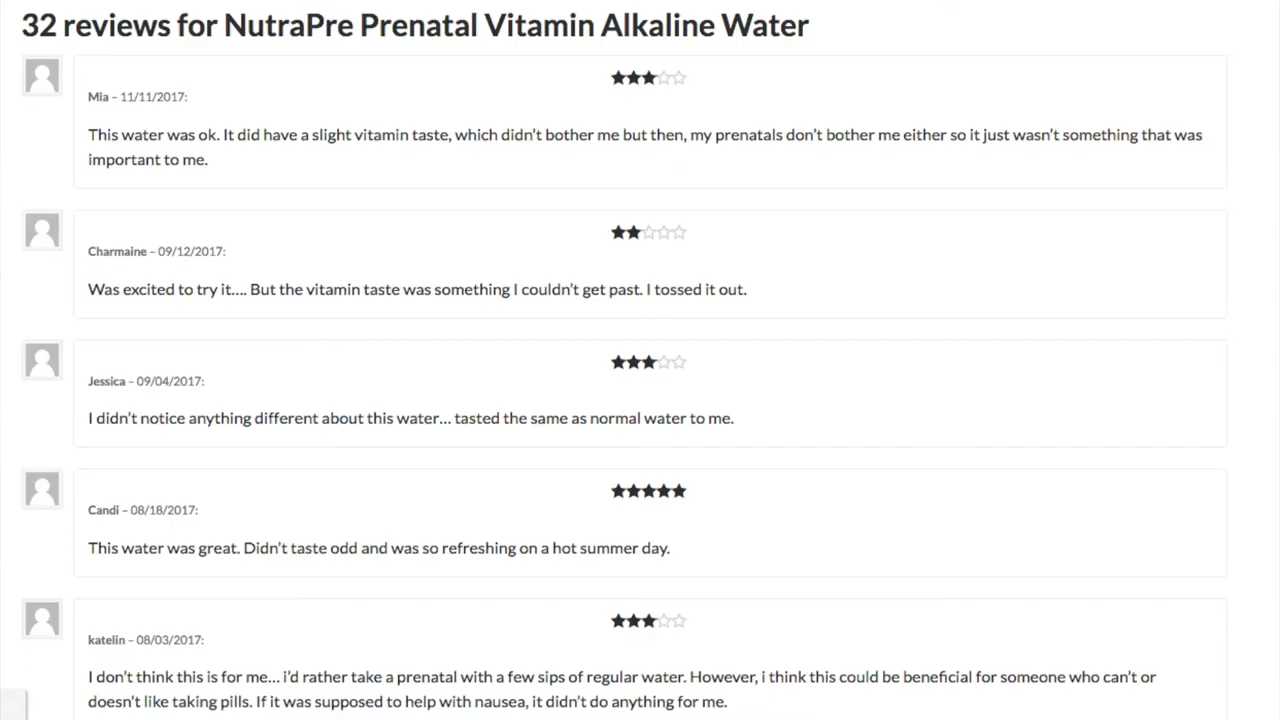 32 reviews for NutraPre Prenatal Vitamin Alkaline Water
Mia – 11/11/2017:
This water was ok. It did have a slight vitamin taste, which didn’t bother me but then, my prenatals don’t bother me either so it just wasn’t something that was
important to me.
Charmaine – 09/12/2017:
Was excited to try it…. But the vitamin taste was something I couldn’t get past. I tossed it out.
Jessica – 09/04/2017:
I didn’t notice anything different about this water… tasted the same as normal water to me.
Candi – 08/18/2017:
This water was great. Didn’t taste odd and was so refreshing on a hot summer day.
katelin – 08/03/2017:
I don’t think this is for me… i’d rather take a prenatal with a few sips of regular water. However, i think this could be beneficial for someone who can’t or
doesn’t like taking pills. If it was supposed to help with nausea, it didn’t do anything for me.